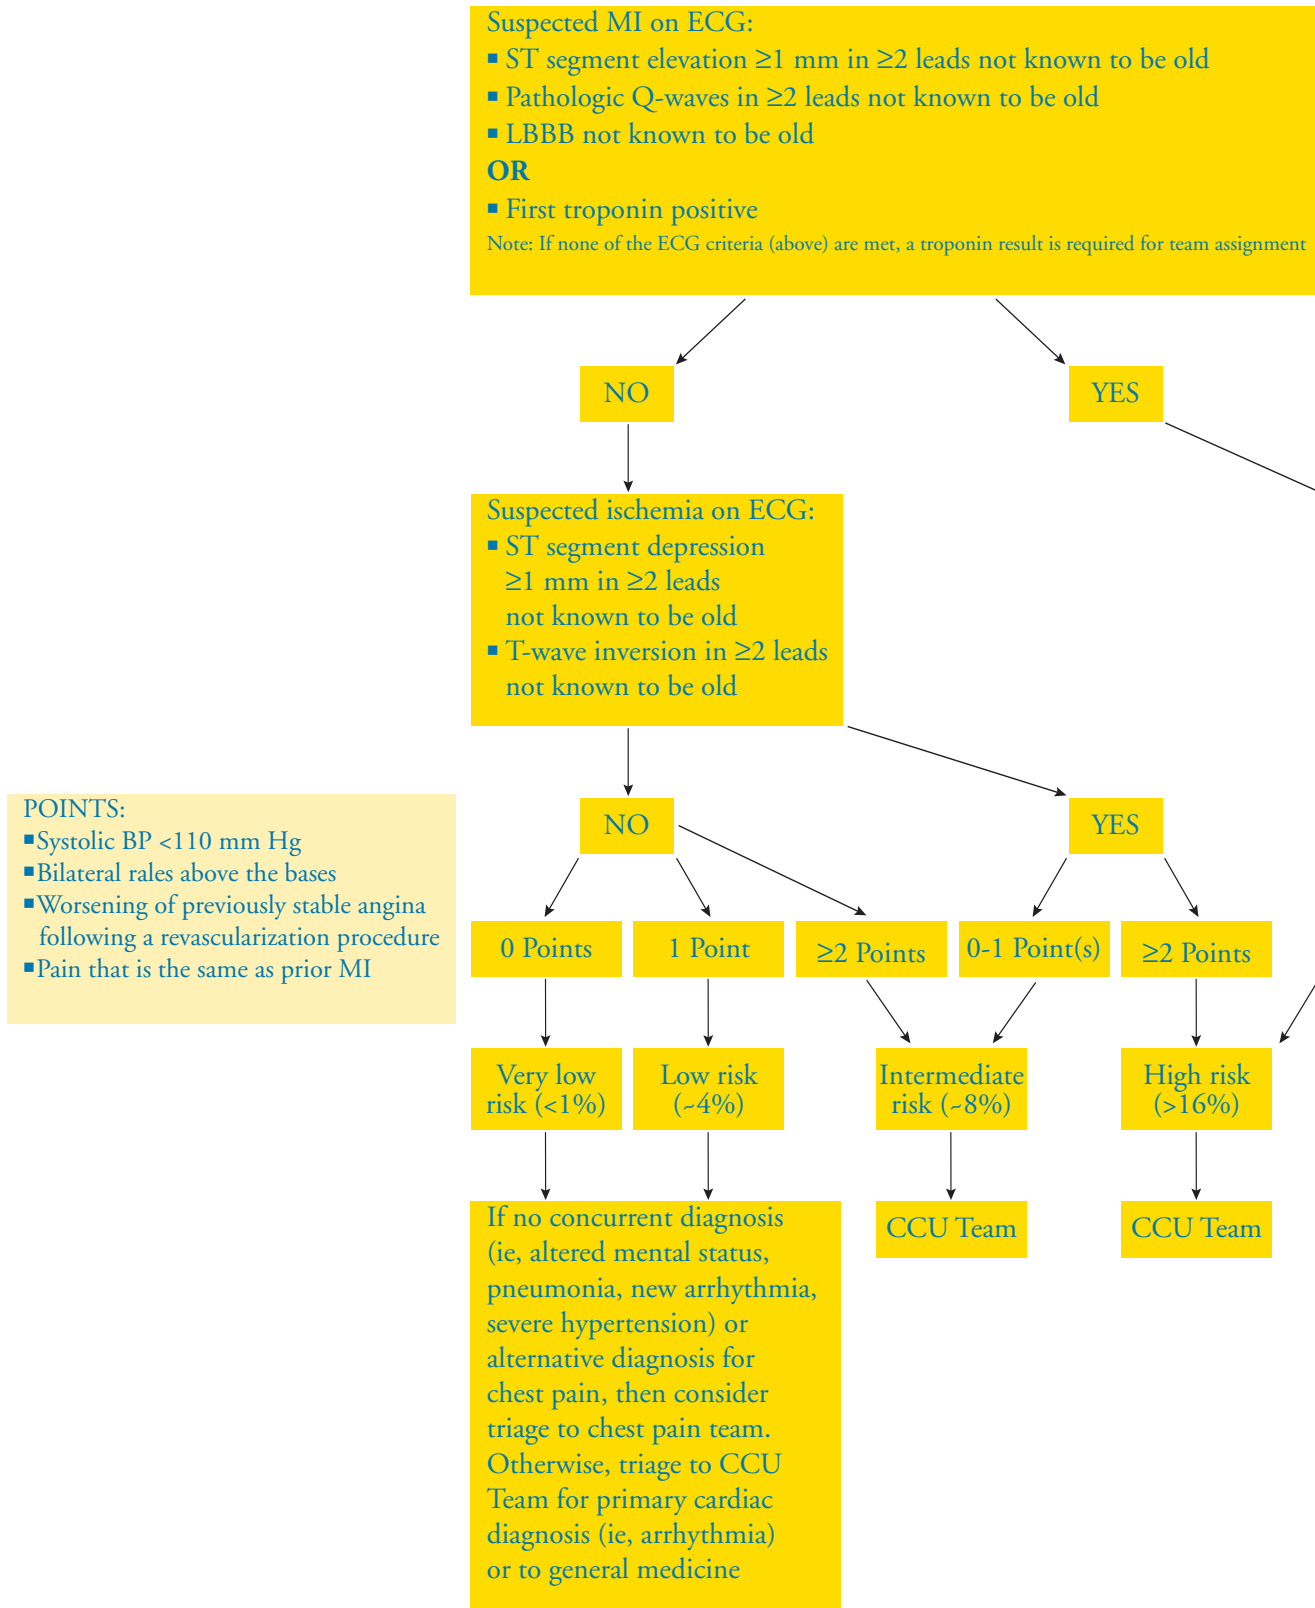 Suspected MI on ECG:
▪ ST segment elevation ≥1 mm in ≥2 leads not known to be old
▪ Pathologic Q-waves in ≥2 leads not known to be old
▪ LBBB not known to be old
OR
▪ First troponin positive
Note: If none of the ECG criteria (above) are met, a troponin result is required for team assignment
NO
YES
Suspected ischemia on ECG:
▪ ST segment depression
≥1 mm in ≥2 leads
not known to be old
▪ T-wave inversion in ≥2 leads
not known to be old
POINTS:
▪Systolic BP <110 mm Hg
▪Bilateral rales above the bases
▪Worsening of previously stable angina
following a revascularization procedure
▪Pain that is the same as prior MI
NO
YES
0 Points
1 Point
≥2 Points
0-1 Point(s)
≥2 Points
Very low
risk (<1%)
Low risk
(~4%)
Intermediate
risk (~8%)
High risk
(>16%)
If no concurrent diagnosis
(ie, altered mental status,
pneumonia, new arrhythmia,
severe hypertension) or
alternative diagnosis for
chest pain, then consider
triage to chest pain team.
Otherwise, triage to CCU
Team for primary cardiac
diagnosis (ie, arrhythmia)
or to general medicine
CCU Team
CCU Team